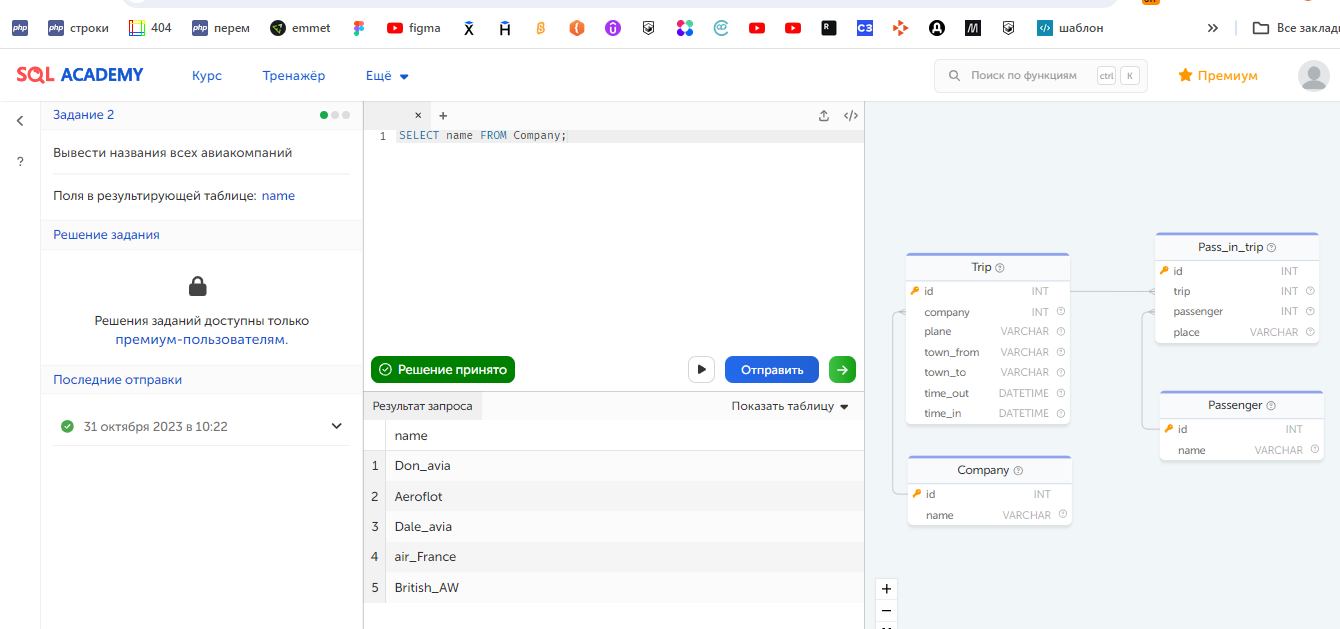 php php строки 404 php перем emmet figma Все заклад
SQL ACADEMY Курс Тренажёр Ещё Поиск по функциям ctrl K Премиум
Задание 2
Вывести названия всех авиакомпаний
Поля в результирующей таблице: name
Решение задания
Решения заданий доступны только
премиум-пользователям.
Последние отправки
31 октября 2023 в 10:22
1 SELECT name FROM Company;
Решение принято Отправить
Результат запроса Показать таблицу
name
1 Don_avia
2 Aeroflot
3 Dale_avia
4 air_France
5 British_AW
Trip
id INT
company INT
plane VARCHAR
town_from VARCHAR
town_to VARCHAR
time_out DATETIME
time_in DATETIME
Company
id INT
name VARCHAR
Pass_in_trip
id INT
trip INT
passenger INT
place VARCHAR
Passenger
id INT
name VARCHAR